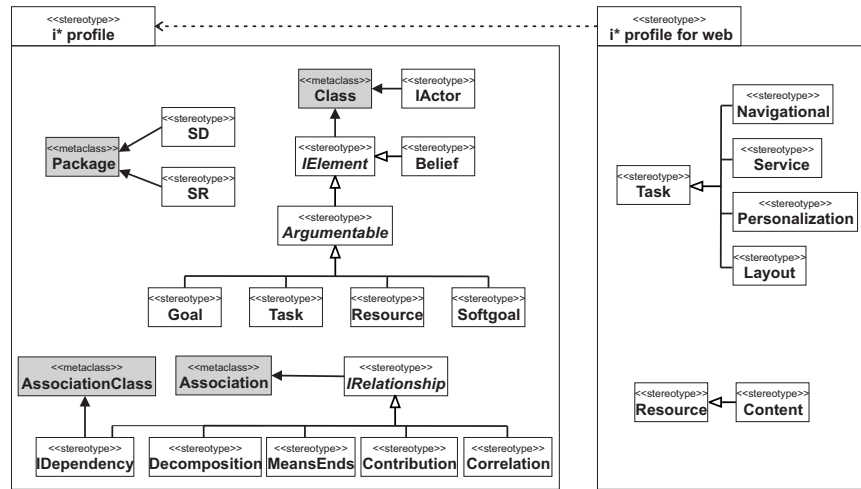 <<stereotype>>
i* profile
<<stereotype>>
i* profile for web
<<metaclass>>
Class
<<stereotype>>
IActor
<<stereotype>>
SD
<<metaclass>>
Package
<<stereotype>>
SR
<<stereotype>>
IElement
<<stereotype>>
Belief
<<stereotype>>
Argumentable
<<stereotype>>
Goal
<<stereotype>>
Task
<<stereotype>>
Resource
<<stereotype>>
Softgoal
<<metaclass>>
AssociationClass
<<metaclass>>
Association
<<stereotype>>
IRelationship
<<stereotype>>
IDependency
<<stereotype>>
Decomposition
<<stereotype>>
MeansEnds
<<stereotype>>
Contribution
<<stereotype>>
Correlation
<<stereotype>>
Navigational
<<stereotype>>
Service
<<stereotype>>
Task
<<stereotype>>
Personalization
<<stereotype>>
Layout
<<stereotype>>
Resource
<<stereotype>>
Content